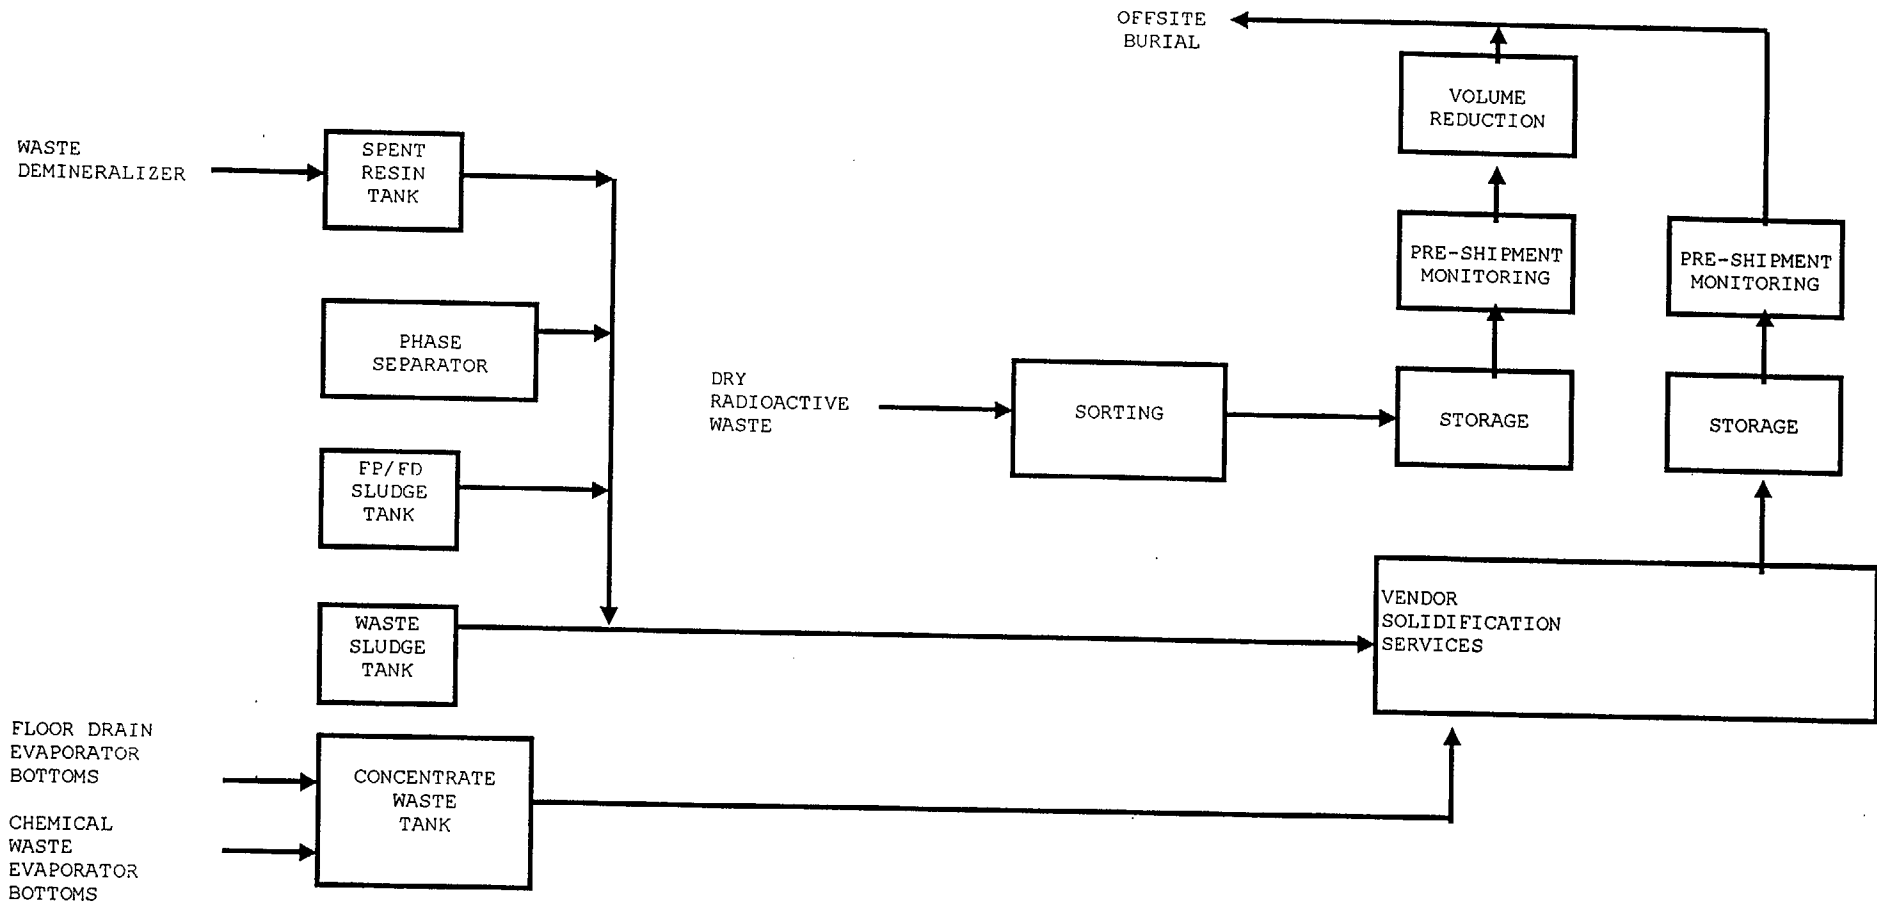 OFFSITE
BURIAL
VOLUME
REDUCTION
WASTE
DEMINERALIZER
SPENT
RESIN
TANK
PRE-SHIPMENT
MONITORING
PRE-SHIPMENT
MONITORING
PHASE
SEPARATOR
DRY
RADIOACTIVE
WASTE
SORTING
STORAGE
STORAGE
FP/FD
SLUDGE
TANK
WASTE
SLUDGE
TANK
VENDOR
SOLIDIFICATION
SERVICES
FLOOR DRAIN
EVAPORATOR
BOTTOMS
CONCENTRATE
WASTE
TANK
CHEMICAL
WASTE
EVAPORATOR
BOTTOMS